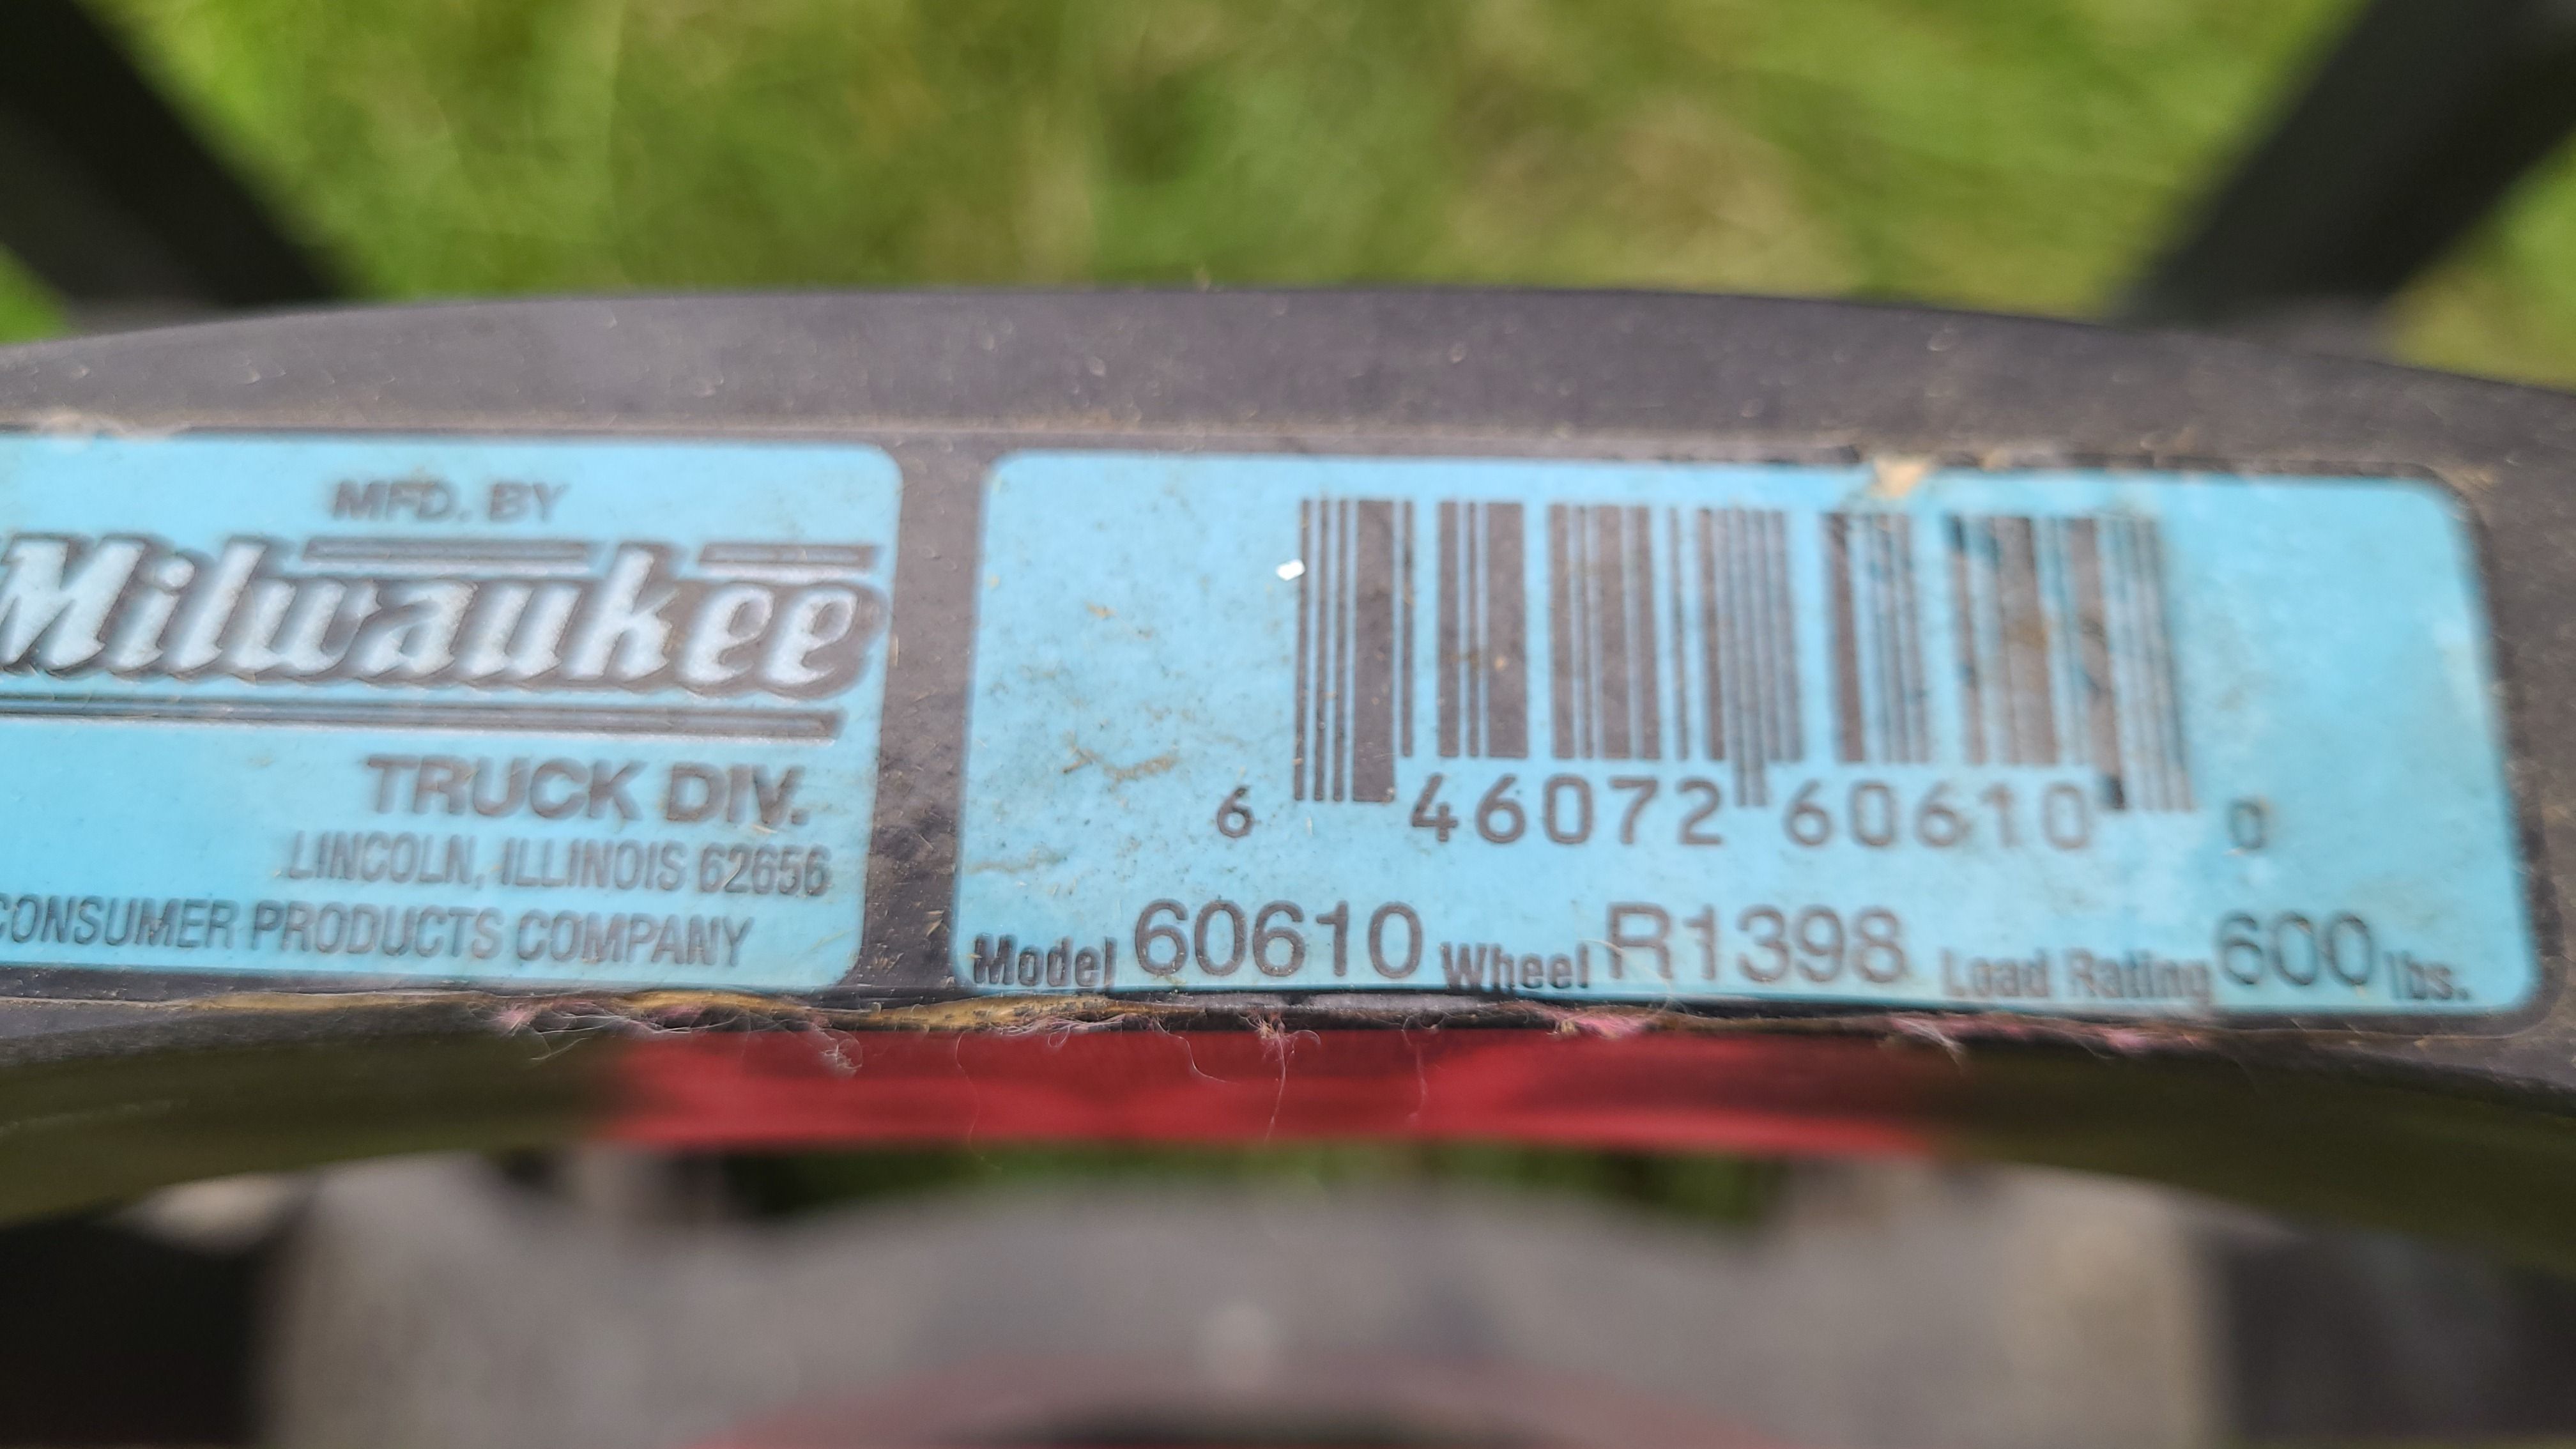 MFD. BY
Milwaukee
TRUCK DIV.
LINCOLN, ILLINOIS 62656
CONSUMER PRODUCTS COMPANY
6 46072 60610 0
Model 60610 Wheel R1398 Load Rating 600 lbs.